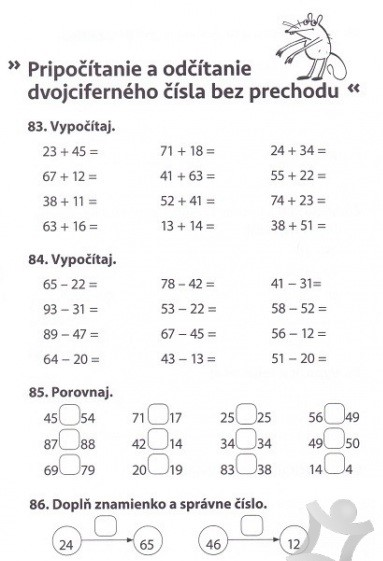 » Pripočítanie a odčítanie
dvojciferného čísla bez prechodu «
83. Vypočítaj.
23 + 45 = 71 + 18 = 24 + 34 =
67 + 12 = 41 + 63 = 55 + 22 =
38 + 11 = 52 + 41 = 74 + 23 =
63 + 16 = 13 + 14 = 38 + 51 =
84. Vypočítaj.
65 – 22 = 78 – 42 = 41 – 31=
93 – 31 = 53 – 22 = 58 – 52 =
89 – 47 = 67 – 45 = 56 – 12 =
64 – 20 = 43 – 13 = 51 – 20 =
85. Porovnaj.
45 54 71 17 25 25 56 49
87 88 42 14 34 34 49 50
69 79 20 19 83 38 14 4
86. Doplň znamienko a správne číslo.
24 65 46 12